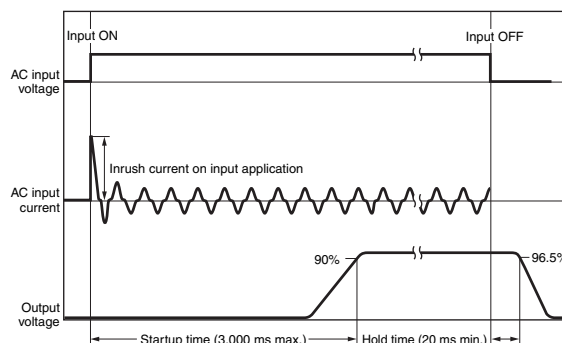 Input ON
Input OFF
AC input
voltage
Inrush current on input application
AC input
current
90%
96.5%
Output
voltage
Startup time (3,000 ms max.)
Hold time (20 ms min.)